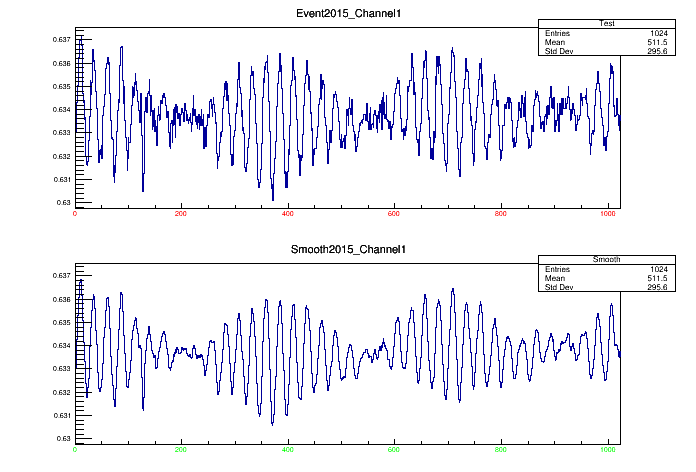 Event2015_Channel1
Test
Entries 1024
Mean 511.5
Std Dev 295.6
0.637
0.636
0.635
0.634
0.633
0.632
0.631
0.63
0 200 400 600 800 1000
Smooth2015_Channel1
Smooth
Entries 1024
Mean 511.5
Std Dev 295.6
0.637
0.636
0.635
0.634
0.633
0.632
0.631
0.63
0 200 400 600 800 1000